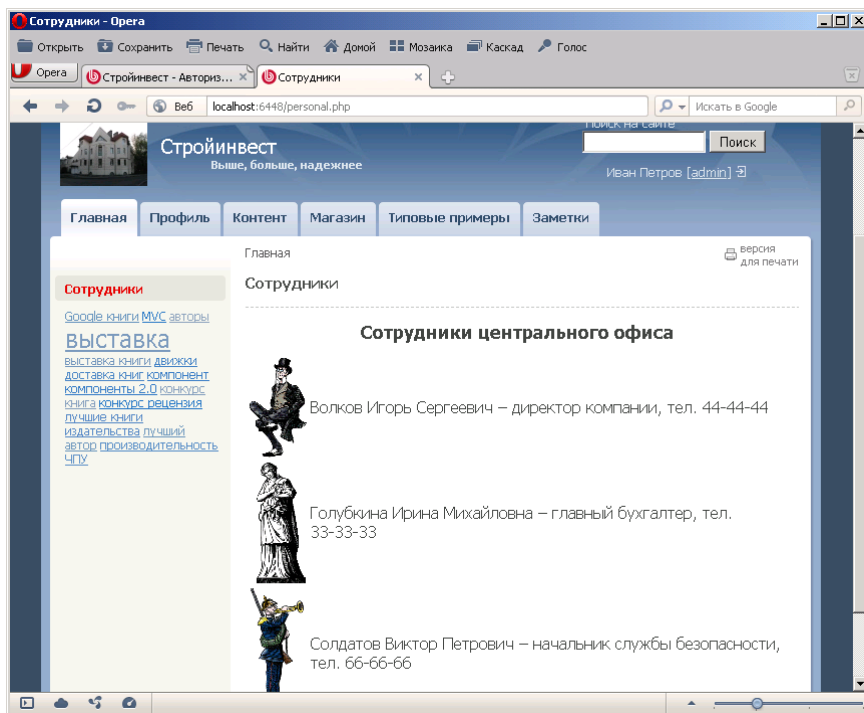 Сотрудники - Opera
Открыть Сохранить Печать Найти Домой Мозаика Каскад Голос
Opera Стройинвест - Авториз... Сотрудники
Веб localhost:6448/personal.php Искать в Google
Поиск на сайте
Стройинвест Поиск
Выше, больше, надежнее
Иван Петров [admin]
Главная Профиль Контент Магазин Типовые примеры Заметки
Главная версия
для печати
Сотрудники
Сотрудники
Google книги MVC авторы
выставка
выставка книги движки
доставка книг компонент
компоненты 2.0 конкурс
книга конкурс рецензия
лучшие книги
издательства лучший
автор производительность
ЧПУ
Сотрудники центрального офиса
Волков Игорь Сергеевич – директор компании, тел. 44-44-44
Голубкина Ирина Михайловна – главный бухгалтер, тел.
33-33-33
Солдатов Виктор Петрович – начальник службы безопасности,
тел. 66-66-66